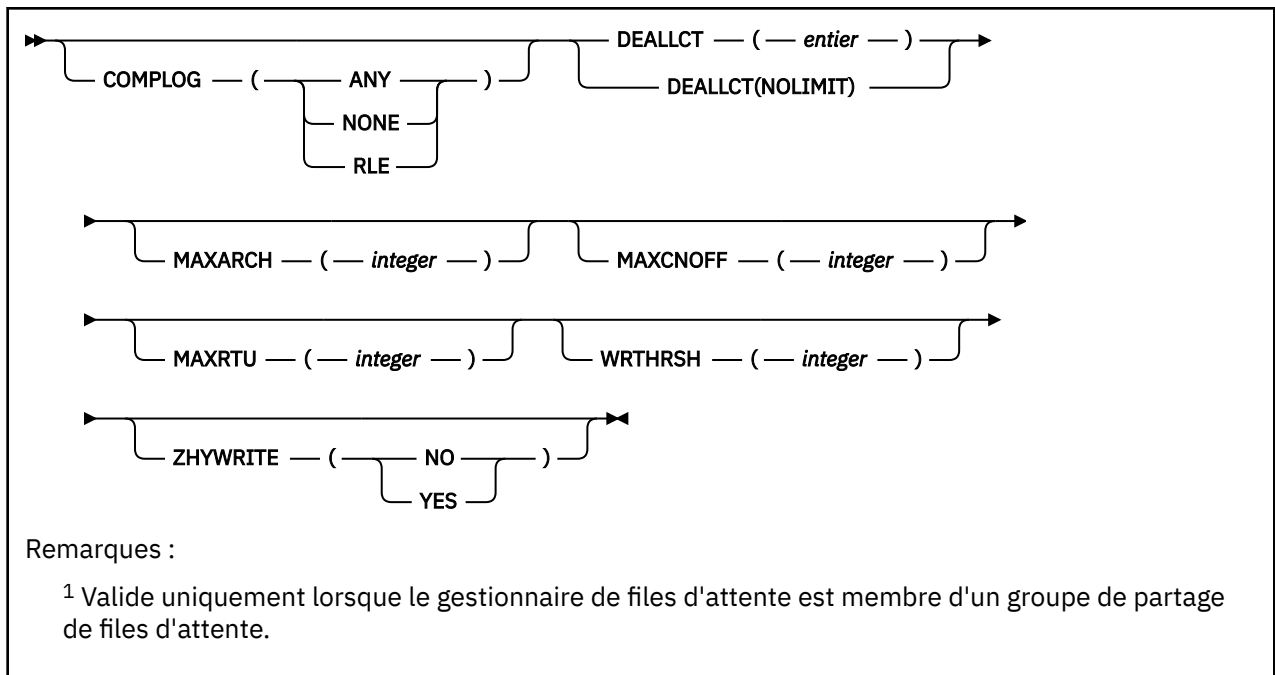 COMPLOG ( ANY ) DEALLCT ( entier )
NONE DEALLCT(NOLIMIT)
RLE
MAXARCH ( integer ) MAXCNOFF ( integer )
MAXRTU ( integer ) WRTHRSH ( integer )
ZHYWRITE ( NO )
YES
Remarques :
1 Valide uniquement lorsque le gestionnaire de files d'attente est membre d'un groupe de partage
de files d'attente.